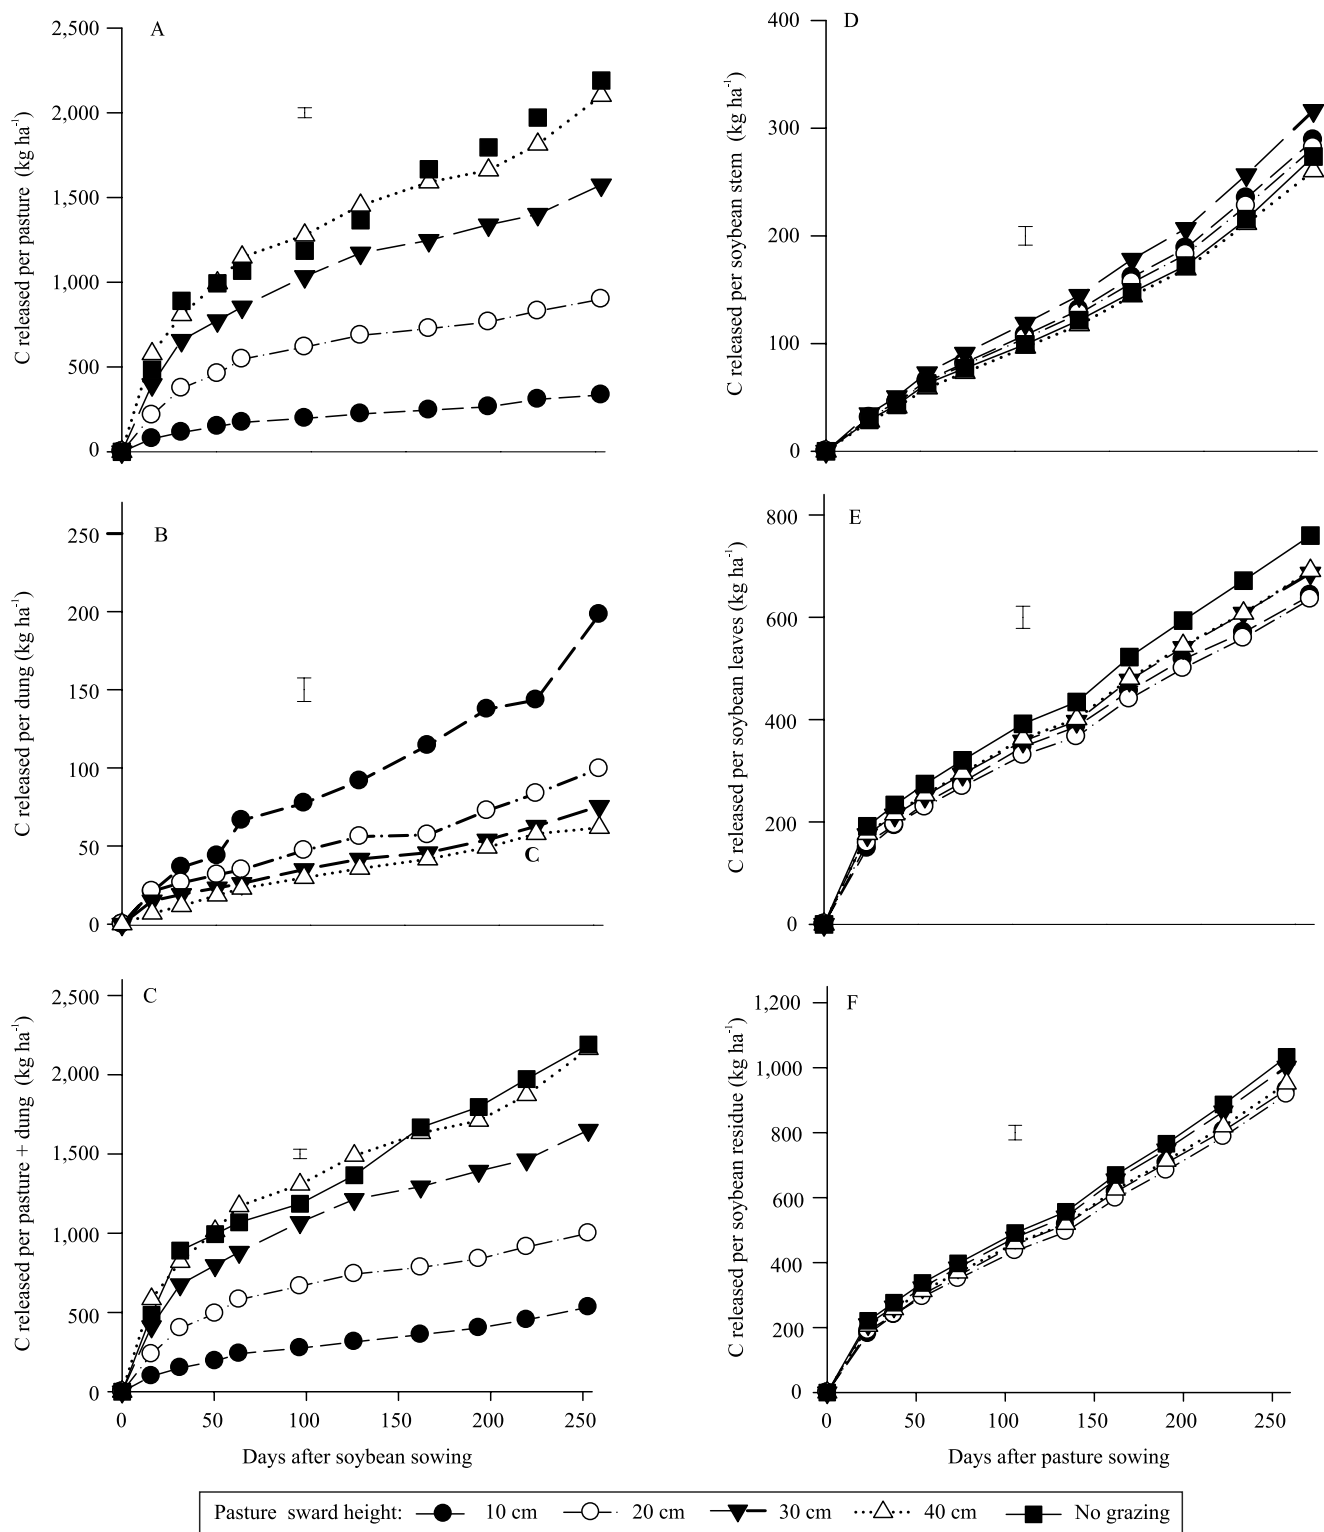 A
C released per pasture (kg ha-1)
2,500
2,000
1,500
1,000
500
0
B
C released per dung (kg ha-1)
250
200
150
100
50
0
C
C
C released per pasture + dung (kg ha-1)
2,500
2,000
1,500
1,000
500
0
0 50 100 150 200 250
Days after soybean sowing
D
C released per soybean stem (kg ha-1)
400
300
200
100
0
E
C released per soybean leaves (kg ha-1)
800
600
400
200
0
F
C released per soybean residue (kg ha-1)
1,200
1,000
800
600
400
200
0
0 50 100 150 200 250
Days after pasture sowing
Pasture sward height: 10 cm 20 cm 30 cm 40 cm No grazing